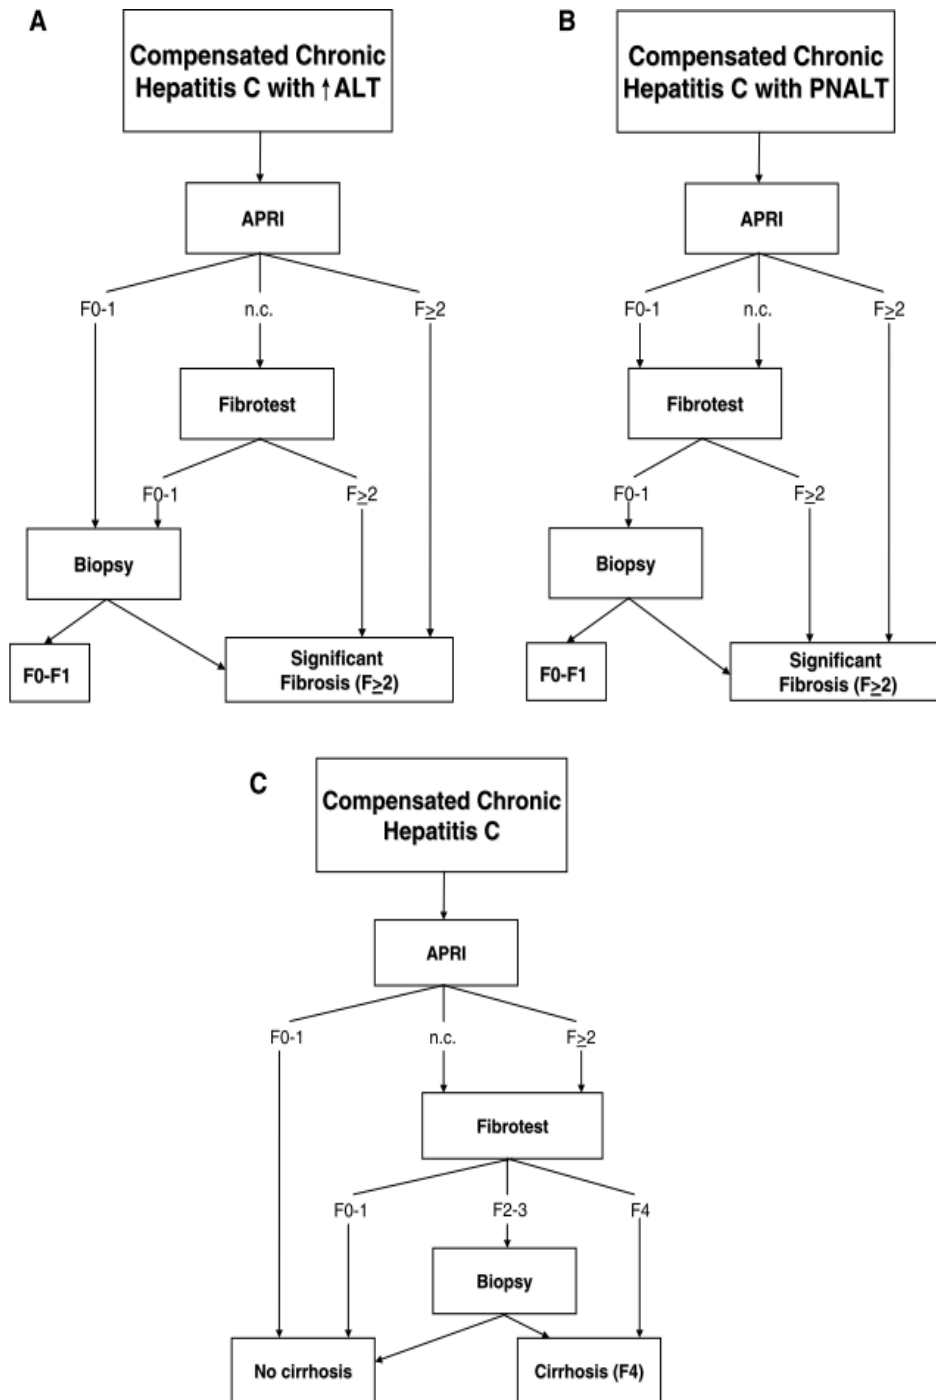 A
Compensated Chronic
Hepatitis C with ↑ALT
APRI
F0-1
n.c.
F≥2
Fibrotest
F0-1
F≥2
Biopsy
F0-F1
Significant
Fibrosis (F≥2)
B
Compensated Chronic
Hepatitis C with PNALT
APRI
F0-1
n.c.
F≥2
Fibrotest
F0-1
F≥2
Biopsy
F0-F1
Significant
Fibrosis (F≥2)
C
Compensated Chronic
Hepatitis C
APRI
F0-1
n.c.
F≥2
Fibrotest
F0-1
F2-3
F4
Biopsy
No cirrhosis
Cirrhosis (F4)